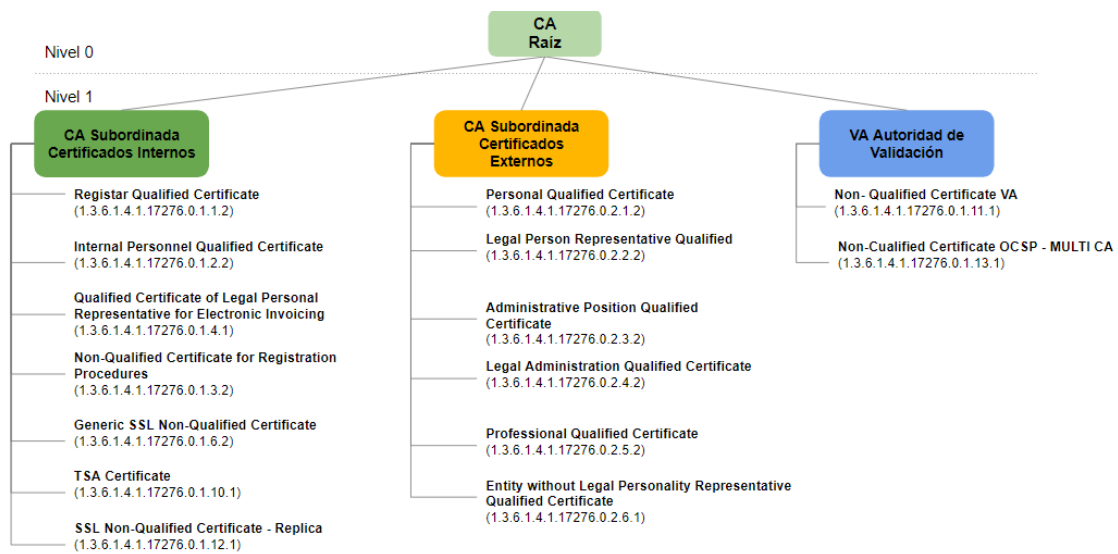 CA
Raíz
Nivel 0
Nivel 1
CA Subordinada
Certificados Internos
Registar Qualified Certificate
(1.3.6.1.4.1.17276.0.1.1.2)
Internal Personnel Qualified Certificate
(1.3.6.1.4.1.17276.0.1.2.2)
Qualified Certificate of Legal Personal
Representative for Electronic Invoicing
(1.3.6.1.4.1.17276.0.1.4.1)
Non-Qualified Certificate for Registration
Procedures
(1.3.6.1.4.1.17276.0.1.3.2)
Generic SSL Non-Qualified Certificate
(1.3.6.1.4.1.17276.0.1.6.2)
TSA Certificate
(1.3.6.1.4.1.17276.0.1.10.1)
SSL Non-Qualified Certificate - Replica
(1.3.6.1.4.1.17276.0.1.12.1)
CA Subordinada
Certificados
Externos
Personal Qualified Certificate
(1.3.6.1.4.1.17276.0.2.1.2)
Legal Person Representative Qualified
(1.3.6.1.4.1.17276.0.2.2.2)
Administrative Position Qualified
Certificate
(1.3.6.1.4.1.17276.0.2.3.2)
Legal Administration Qualified Certificate
(1.3.6.1.4.1.17276.0.2.4.2)
Professional Qualified Certificate
(1.3.6.1.4.1.17276.0.2.5.2)
Entity without Legal Personality Representative
Qualified Certificate
(1.3.6.1.4.1.17276.0.2.6.1)
VA Autoridad de
Validación
Non- Qualified Certificate VA
(1.3.6.1.4.1.17276.0.1.11.1)
Non-Cualified Certificate OCSP - MULTI CA
(1.3.6.1.4.1.17276.0.1.13.1)